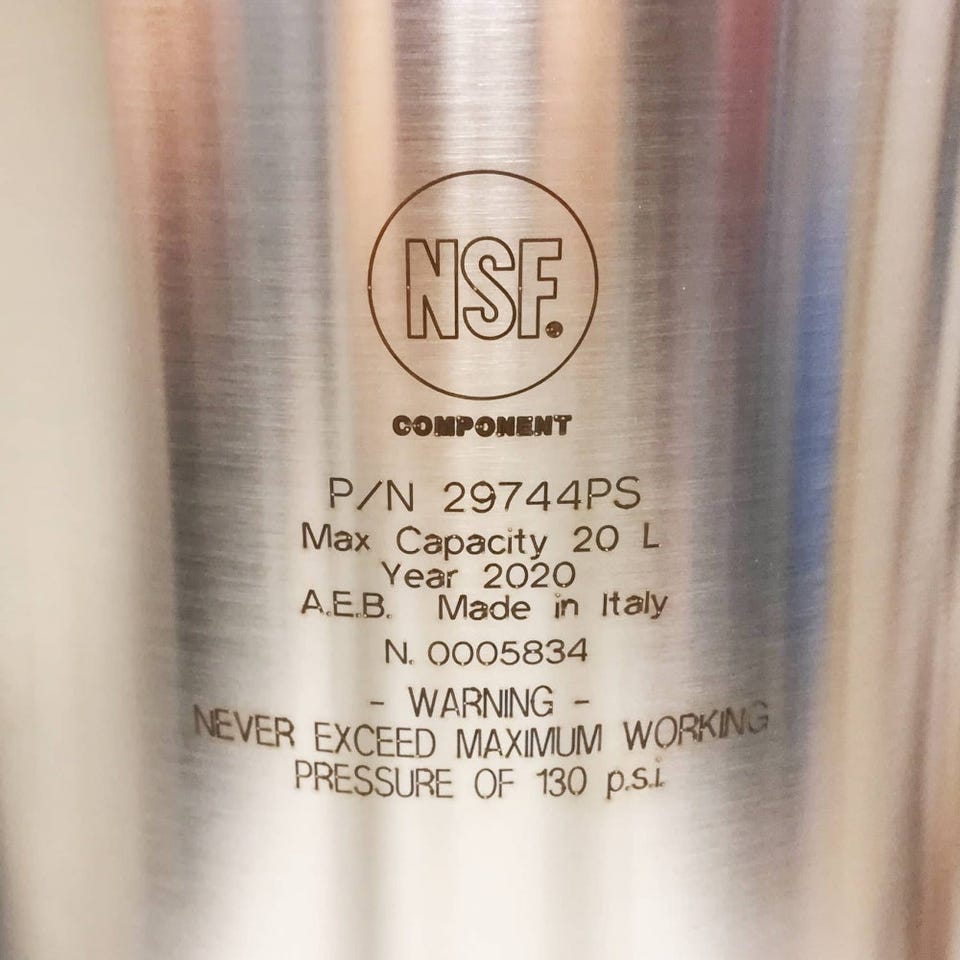 NSF.
COMPONENT
P/N 29744PS
Max Capacity 20 L
Year 2020
A.E.B. Made in Italy
N. 0005834
- WARNING -
NEVER EXCEED MAXIMUM WORKING
PRESSURE OF 130 p.s.i.